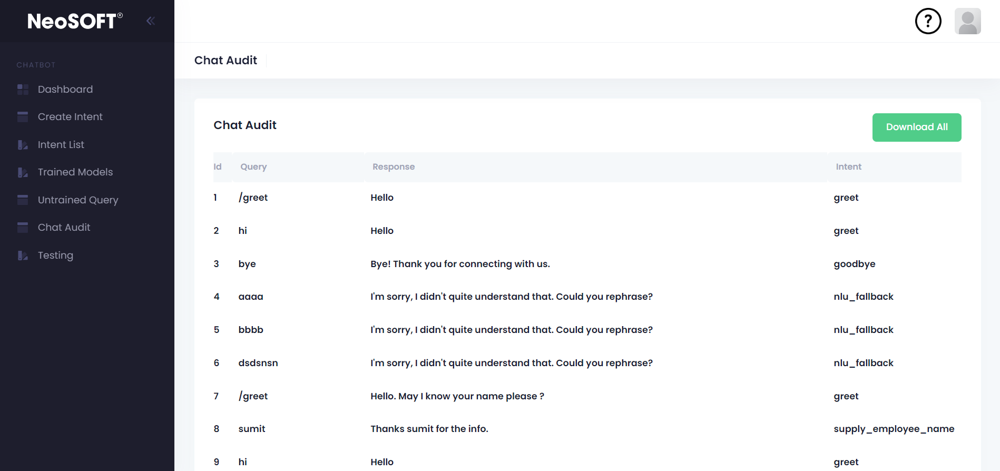 NeoSOFT®
?
CHATBOT
Dashboard
Create Intent
Intent List
Trained Models
Untrained Query
Chat Audit
Testing
Chat Audit
Chat Audit
Download All
Id Query Response Intent
1 /greet Hello greet
2 hi Hello greet
3 bye Bye! Thank you for connecting with us. goodbye
4 aaaa I'm sorry, I didn't quite understand that. Could you rephrase? nlu_fallback
5 bbbb I'm sorry, I didn't quite understand that. Could you rephrase? nlu_fallback
6 dsdsnsn I'm sorry, I didn't quite understand that. Could you rephrase? nlu_fallback
7 /greet Hello. May I know your name please ? greet
8 sumit Thanks sumit for the info. supply_employee_name
9 hi Hello greet